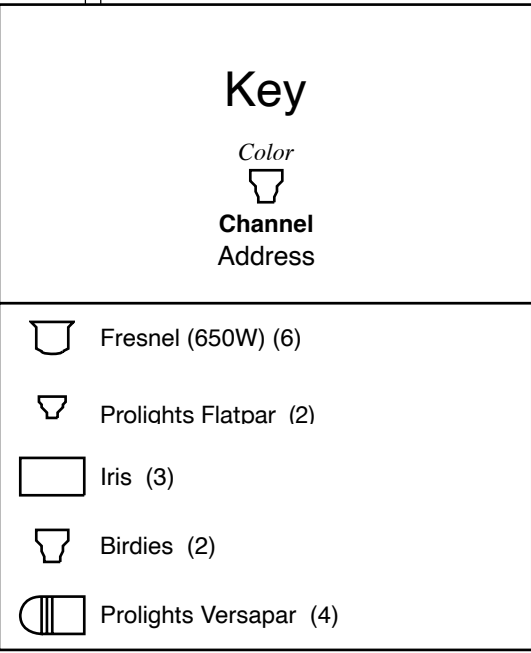 Key
Color
Channel
Address
Fresnel (650W) (6)
Prolights Flatpar (2)
Iris (3)
Birdies (2)
Prolights Versapar (4)